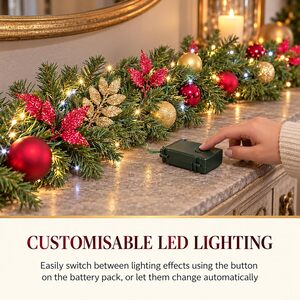 CUSTOMISABLE LED LIGHTING
Easily switch between lighting effects using the button
on the battery pack, or let them change automatically